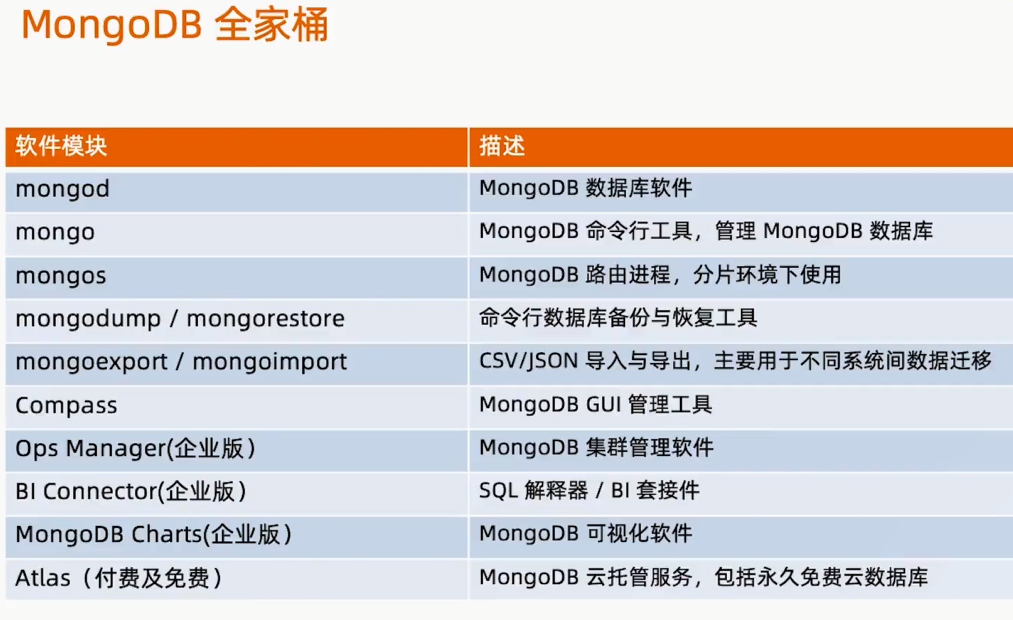 MongoDB 全家桶
软件模块 描述
mongod MongoDB 数据库软件
mongo MongoDB 命令行工具，管理 MongoDB 数据库
mongos MongoDB 路由进程，分片环境下使用
mongodump / mongorestore 命令行数据库备份与恢复工具
mongoexport / mongoimport CSV/JSON 导入与导出，主要用于不同系统间数据迁移
Compass MongoDB GUI 管理工具
Ops Manager(企业版） MongoDB 集群管理软件
BI Connector(企业版） SQL 解释器 / BI 套接件
MongoDB Charts(企业版） MongoDB 可视化软件
Atlas（付费及免费） MongoDB 云托管服务，包括永久免费云数据库